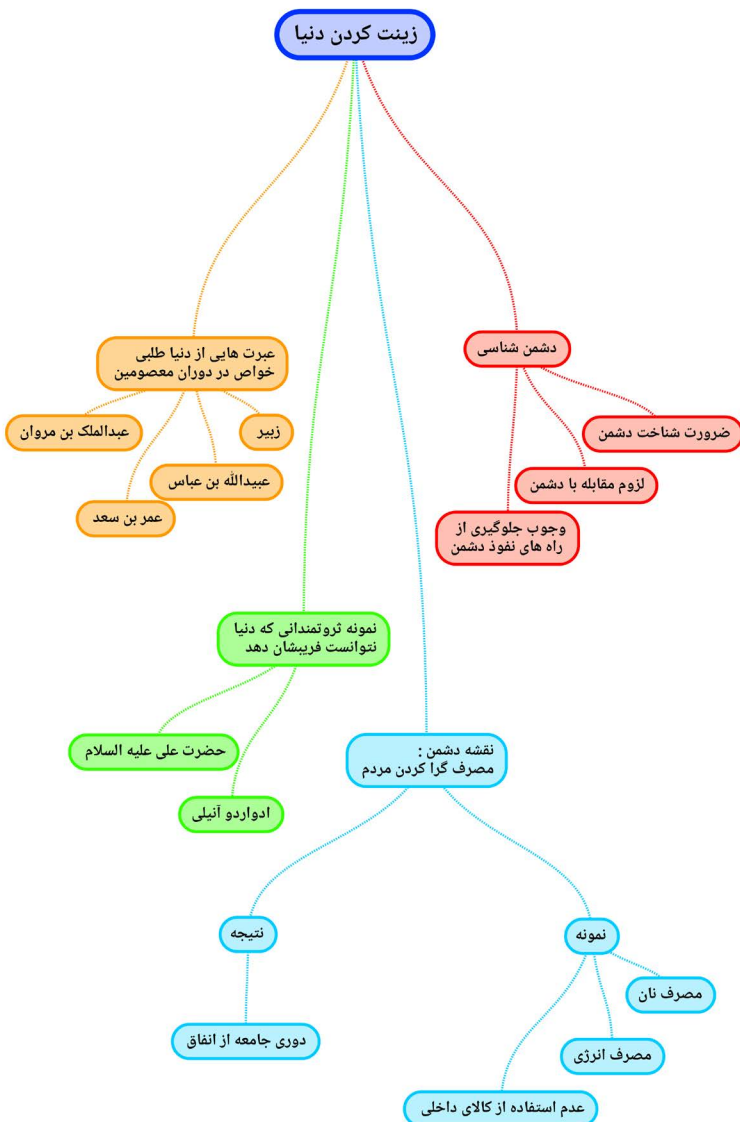 زینت کردن دنیا
دشمن شناسی
ضرورت شناخت دشمن
لزوم مقابله با دشمن
وجوب جلوگیری از
راه های نفوذ دشمن
عبرت هایی از دنیا طلبی
خواص در دوران معصومین
زبیر
عبیدالله بن عباس
عمر بن سعد
عبدالملک بن مروان
نمونه ثروتمندانی که دنیا
نتوانست فریبشان دهد
حضرت علی علیه السلام
ادواردو آنیلی
نقشه دشمن :
مصرف گرا کردن مردم
نمونه
مصرف نان
مصرف انرژی
عدم استفاده از کالای داخلی
نتیجه
دوری جامعه از انفاق